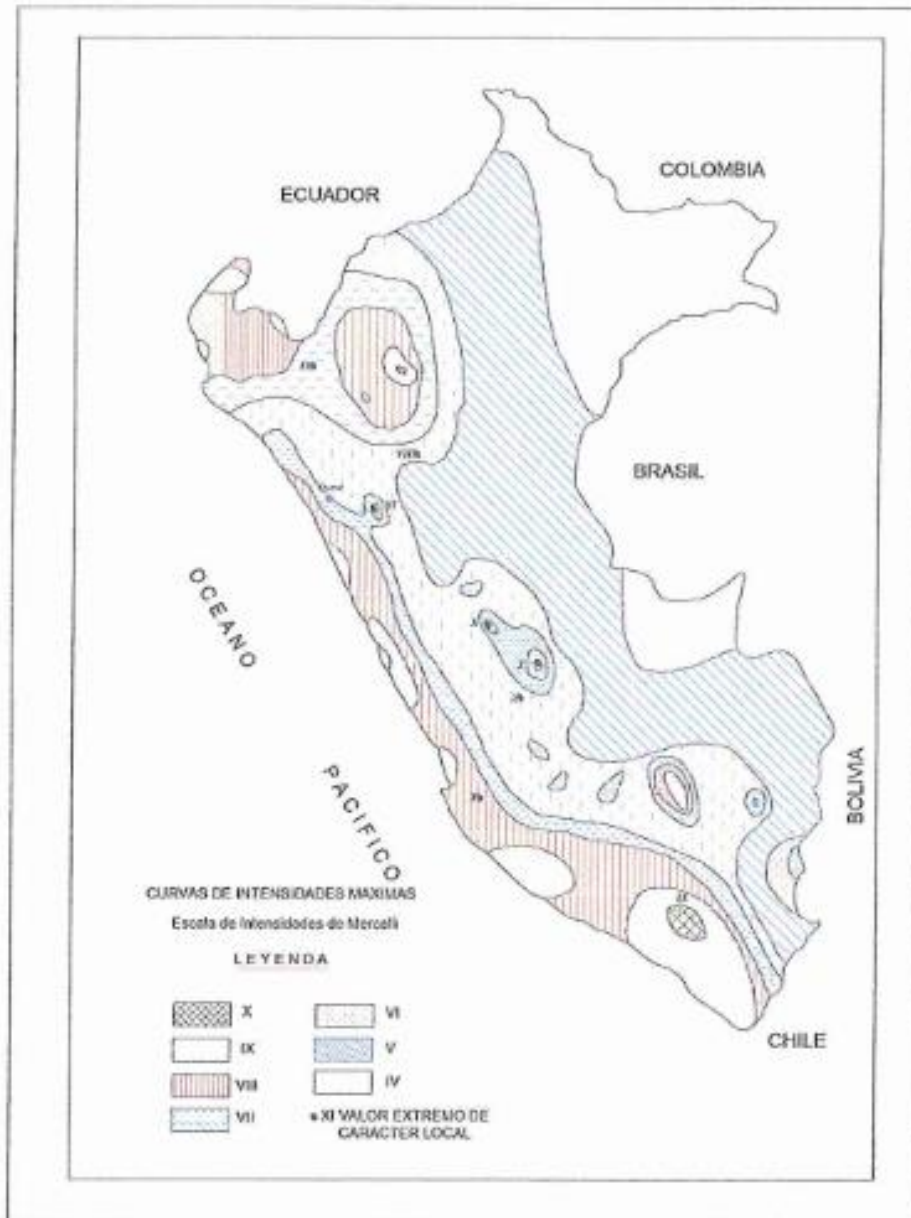 ECUADOR
COLOMBIA
BRASIL
OCEANO
PACIFICO
BOLIVIA
CHILE
CURVAS DE INTENSIDADES MAXIMAS
Escala de Intensidades de Mercalli
LEYENDA
X
IX
VIII
VII
VI
V
IV
XI VALOR EXTREMO DE
CARACTER LOCAL